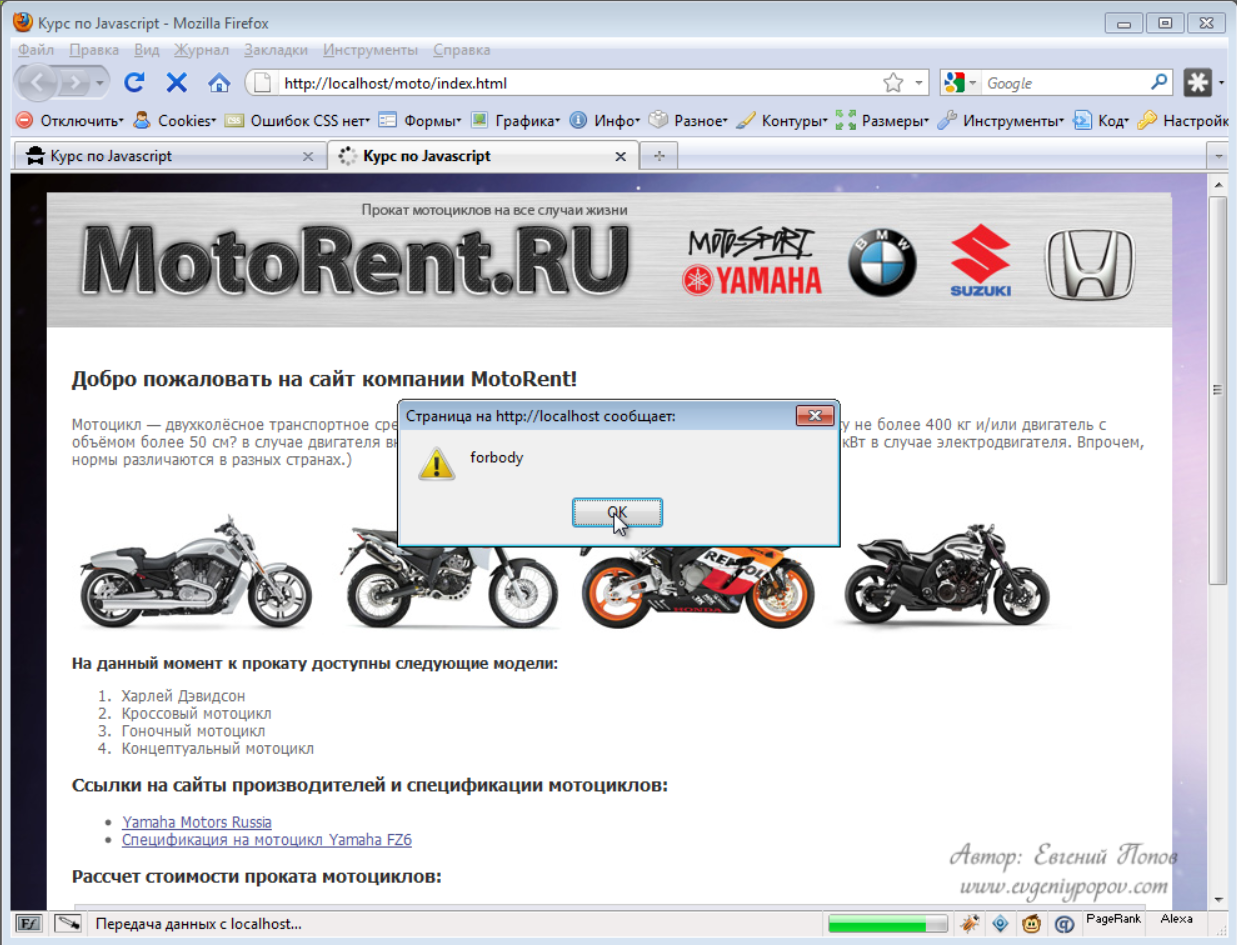 Курс по Javascript - Mozilla Firefox
Файл Правка Вид Журнал Закладки Инструменты Справка
http://localhost/moto/index.html
Google
Отключить Cookies CSS Ошибок CSS нет Формы Графика Инфо Разное Контуры Размеры Инструменты Код Настройк
Курс по Javascript
Курс по Javascript
Прокат мотоциклов на все случаи жизни
MotoRent.RU
MOTOSPORT
YAMAHA
BMW
SUZUKI
Добро пожаловать на сайт компании MotoRent!
Страница на http://localhost сообщает:
Мотоцикл — двухколёсное транспортное сре
у не более 400 кг и/или двигатель с
объёмом более 50 см? в случае двигателя вн
кВт в случае электродвигателя. Впрочем,
нормы различаются в разных странах.)
forbody
OK
REPSOL
HONDA
На данный момент к прокату доступны следующие модели:
1. Харлей Дэвидсон
2. Кроссовый мотоцикл
3. Гоночный мотоцикл
4. Концептуальный мотоцикл
Ссылки на сайты производителей и спецификации мотоциклов:
• Yamaha Motors Russia
• Спецификация на мотоцикл Yamaha FZ6
Рассчет стоимости проката мотоциклов:
Автор: Евгений Попов
www.evgeniypopov.com
Передача данных с localhost...
PageRank
Alexa